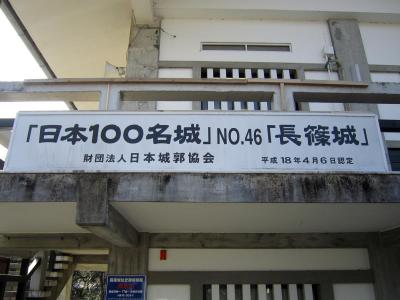 「日本100名城」NO.46「長篠城」
財団法人日本城郭協会 平成18年4月6日認定